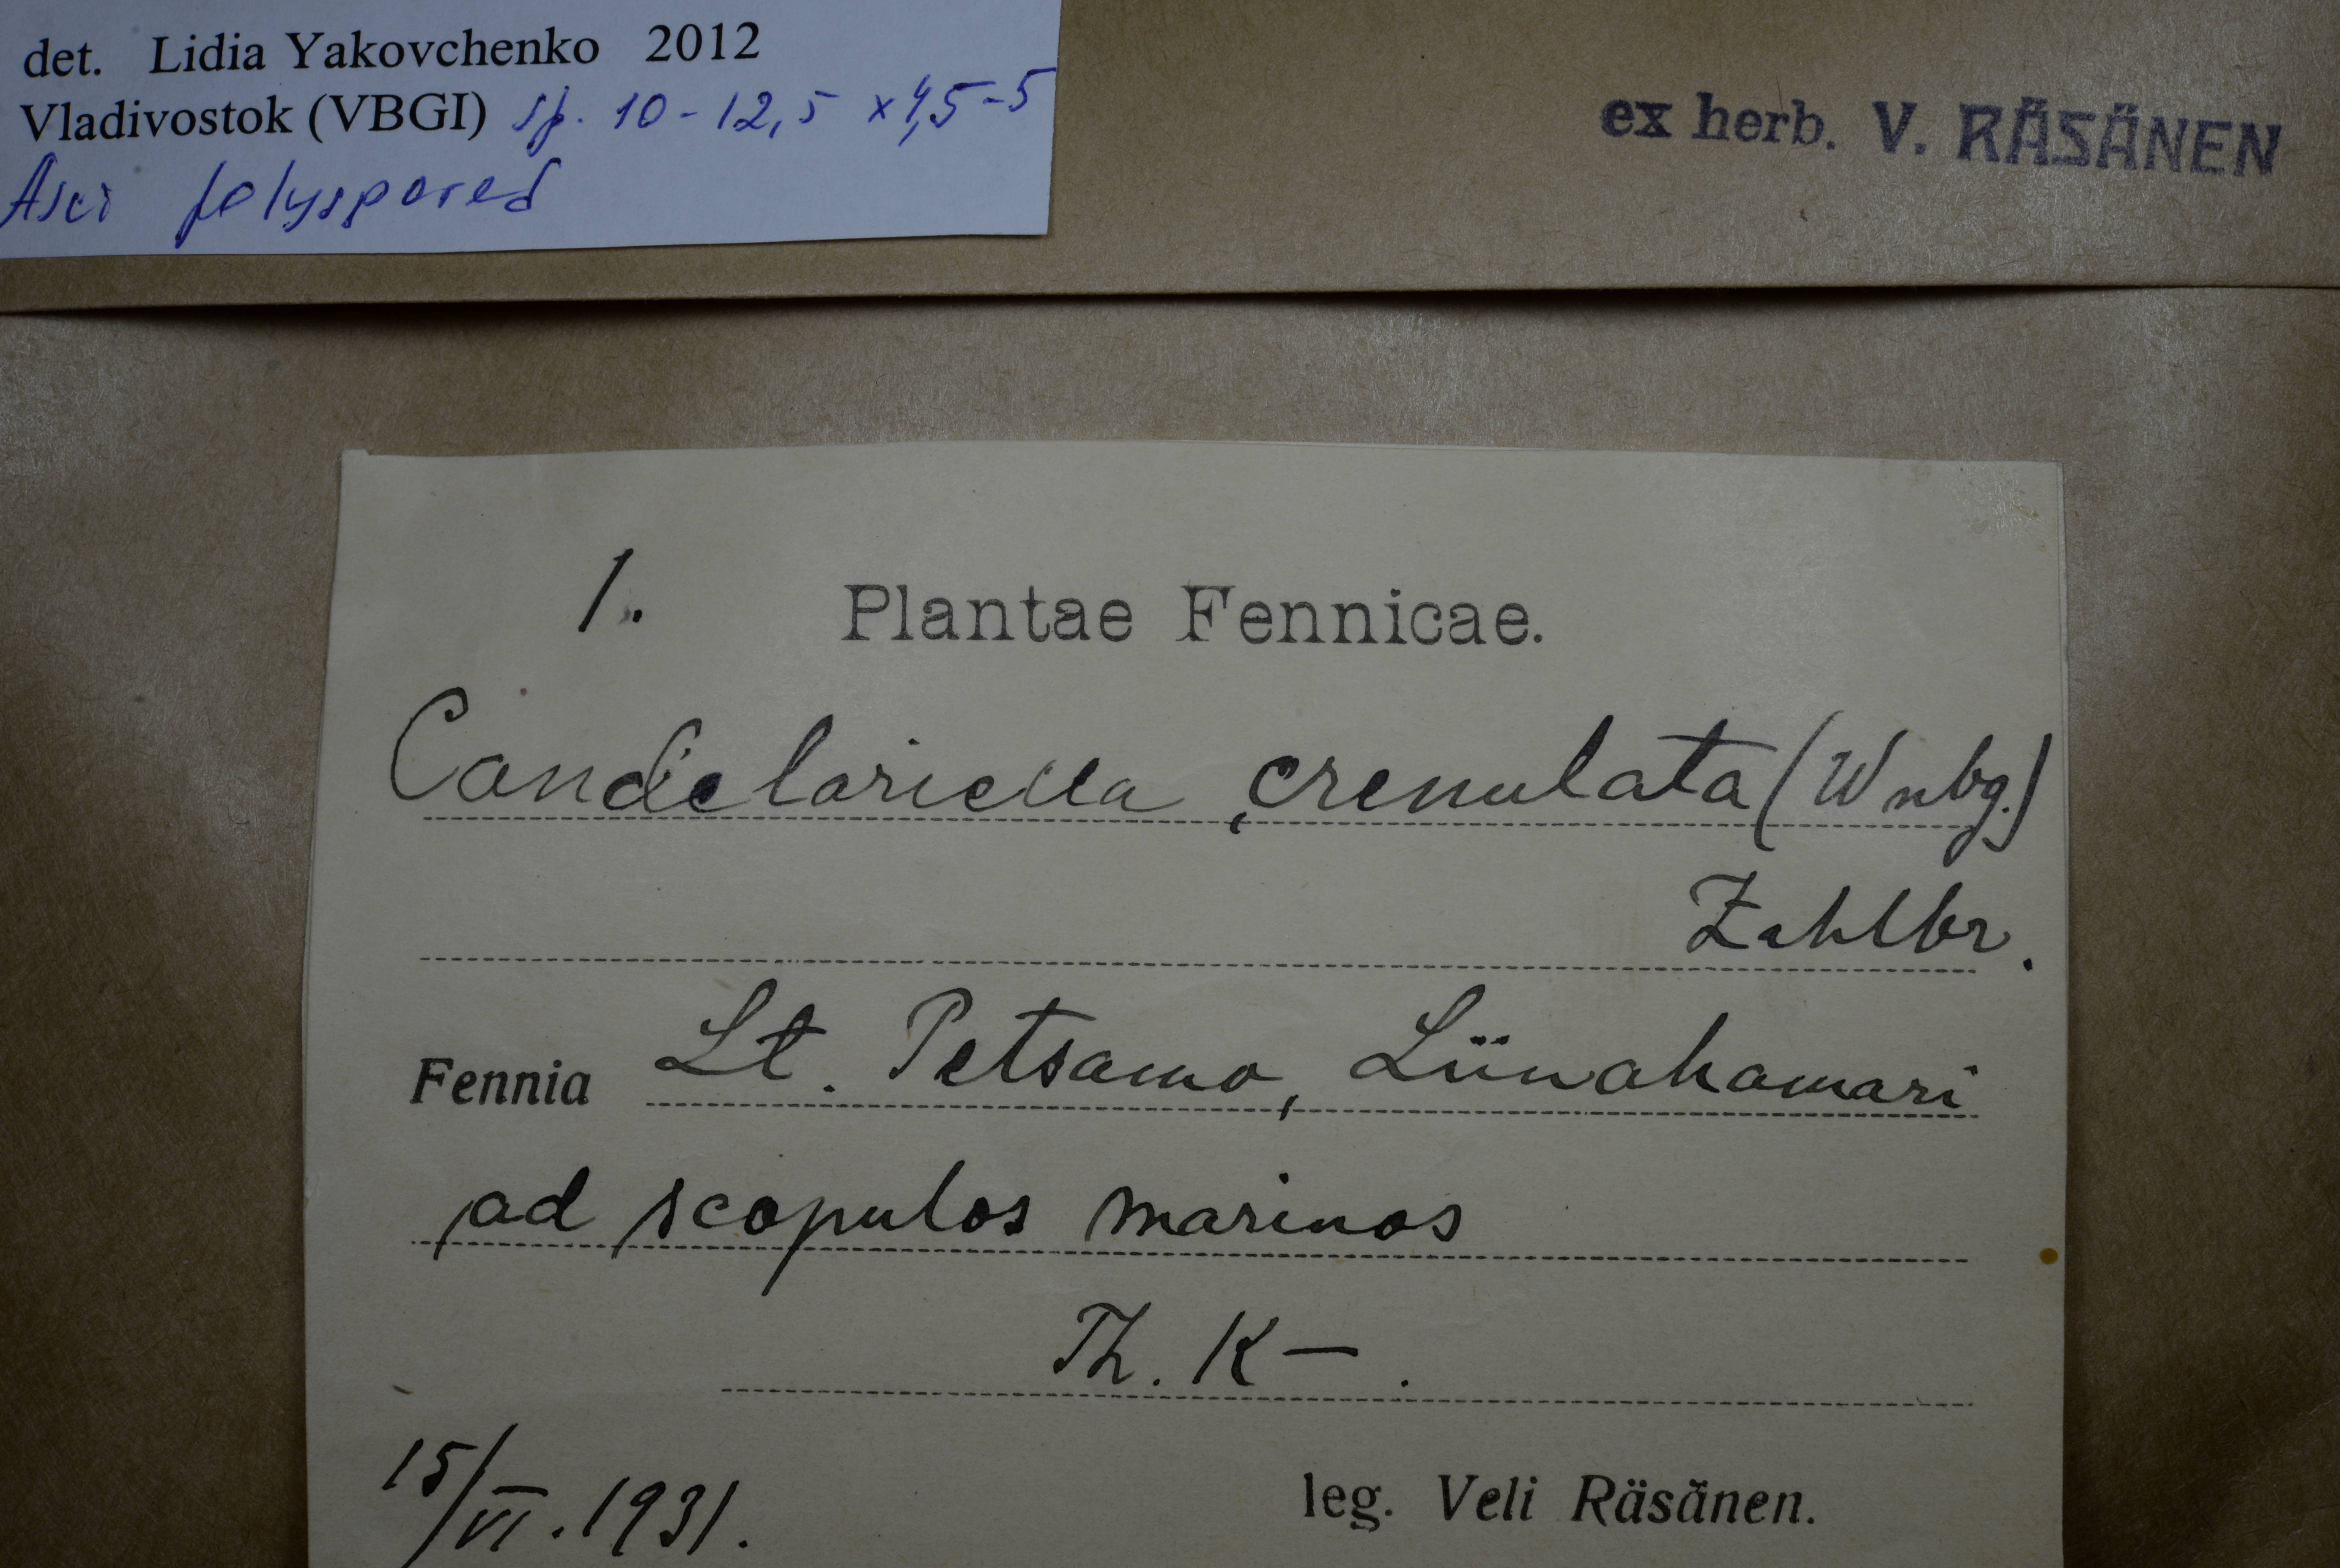 det. Lidia Yakovchenko 2012
Vladivostok (VBGI) sp. 10-12,5 x 4,5-5
Asci polyspored
ex herb. V. RÄSÄNEN
1. Plantae Fennicae.
Candelariella crenulata (Wnbg.)
Zahlbr.
Fennia Lt. Petsamo, Liinahamari
ad scopulos marinos
Th. K—.
15/VI. 1931.
leg. Veli Räsänen.